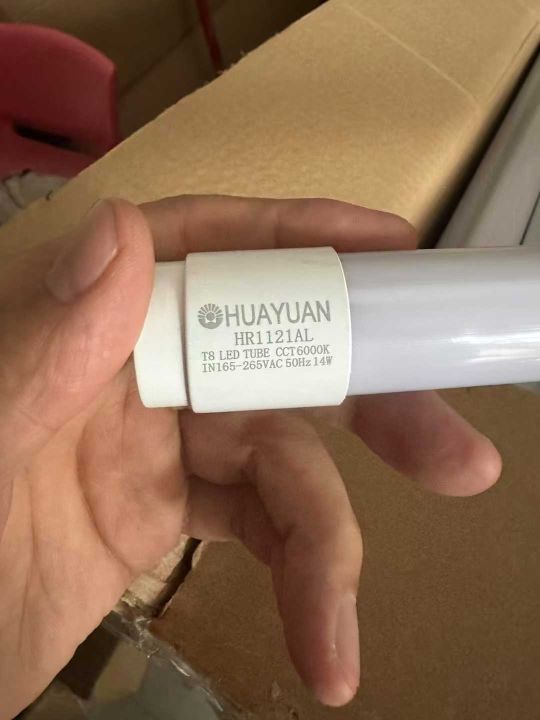 HUAYUAN
HR1121AL
T8 LED TUBE CCT6000K
IN165-265VAC 50Hz 14W